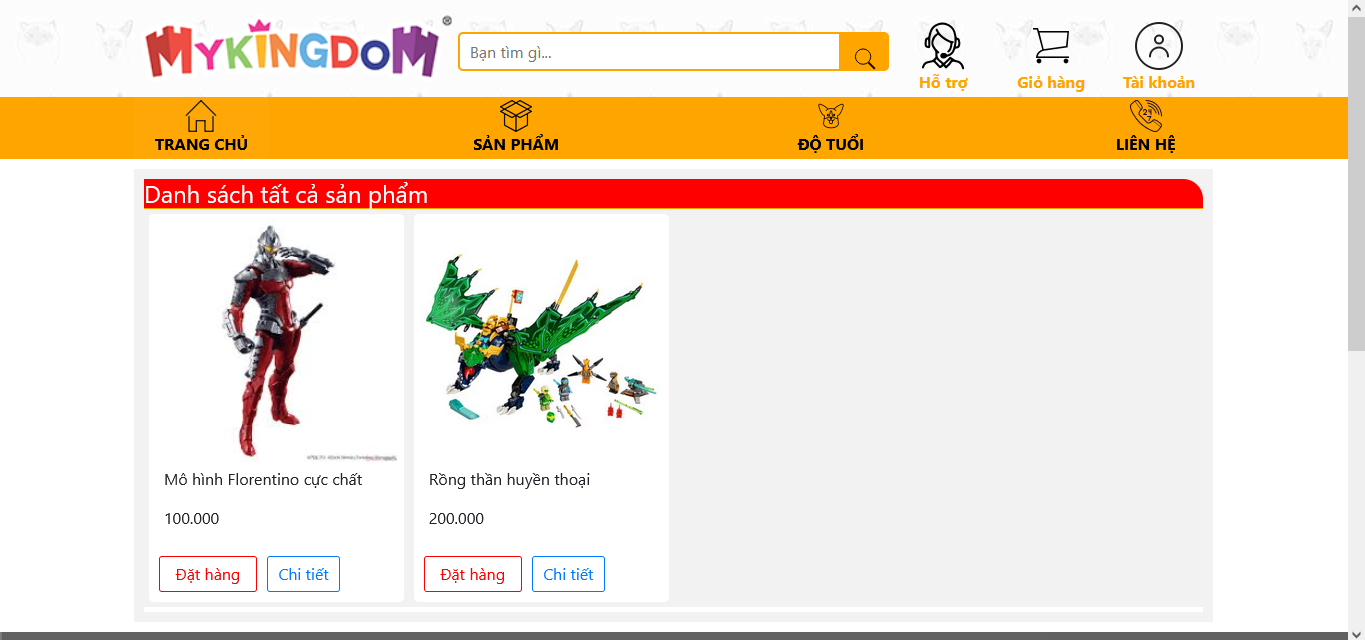 MYKINGDOM ®
Bạn tìm gì...
Hỗ trợ
Giỏ hàng
Tài khoản
TRANG CHỦ
SẢN PHẨM
ĐỘ TUỔI
24/7
LIÊN HỆ
Danh sách tất cả sản phẩm
Mô hình Florentino cực chất
100.000
Đặt hàng
Chi tiết
Rồng thần huyền thoại
200.000
Đặt hàng
Chi tiết